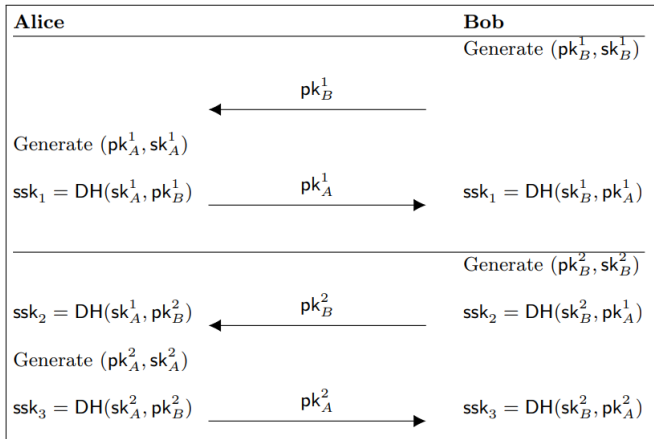 Alice Bob
Generate (pk_B^1, sk_B^1)
pk_B^1
Generate (pk_A^1, sk_A^1)
ssk_1 = DH(sk_A^1, pk_B^1) pk_A^1 ssk_1 = DH(sk_B^1, pk_A^1)
Generate (pk_B^2, sk_B^2)
ssk_2 = DH(sk_A^1, pk_B^2) pk_B^2 ssk_2 = DH(sk_B^2, pk_A^1)
Generate (pk_A^2, sk_A^2)
ssk_3 = DH(sk_A^2, pk_B^2) pk_A^2 ssk_3 = DH(sk_B^2, pk_A^2)